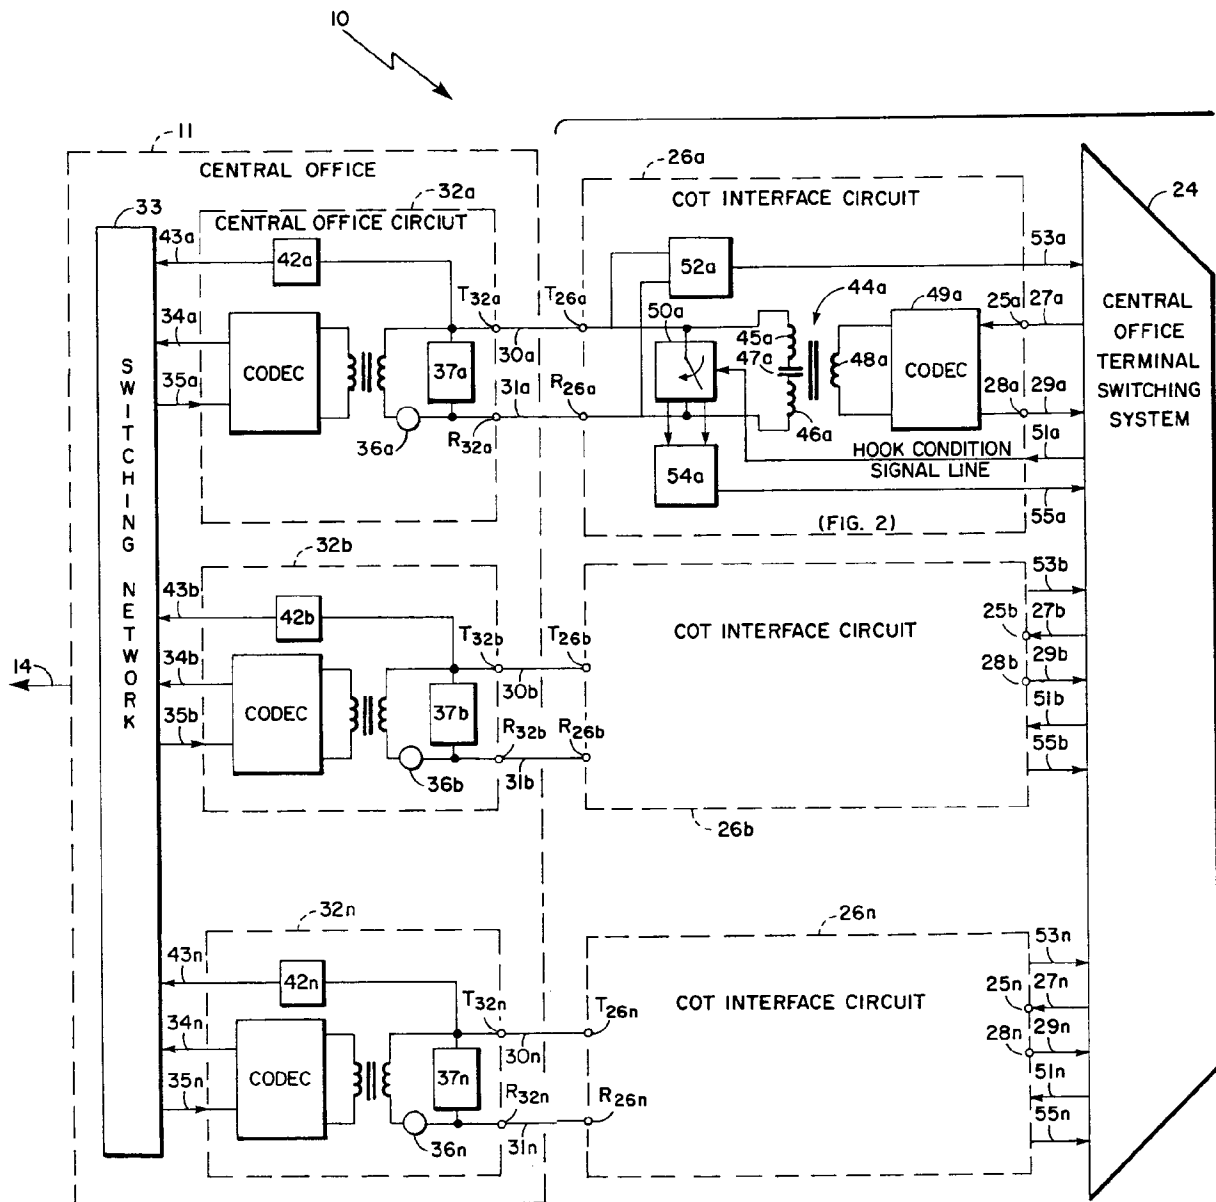 10
11
CENTRAL OFFICE
26a
COT INTERFACE CIRCUIT
24
33
32a
CENTRAL OFFICE CIRCIUT
43a
42a
52a
53a
T32a
T26a
44a
49a
25a
27a
50a
34a
CODEC
37a
30a
45a
47a
48a
CODEC
CENTRAL
OFFICE
TERMINAL
SWITCHING
SYSTEM
35a
31a
R26a
28a
29a
36a
R32a
46a
51a
HOOK CONDITION
SIGNAL LINE
54a
55a
(FIG. 2)
SWITCHING NETWORK
32b
43b
42b
53b
T32b
T26b
COT INTERFACE CIRCUIT
25b
27b
14
34b
CODEC
37b
30b
28b
29b
35b
R32b
R26b
51b
36b
31b
55b
26b
32n
26n
43n
42n
53n
T32n
T26n
COT INTERFACE CIRCUIT
25n
27n
34n
CODEC
37n
30n
28n
29n
35n
R32n
R26n
51n
36n
31n
55n